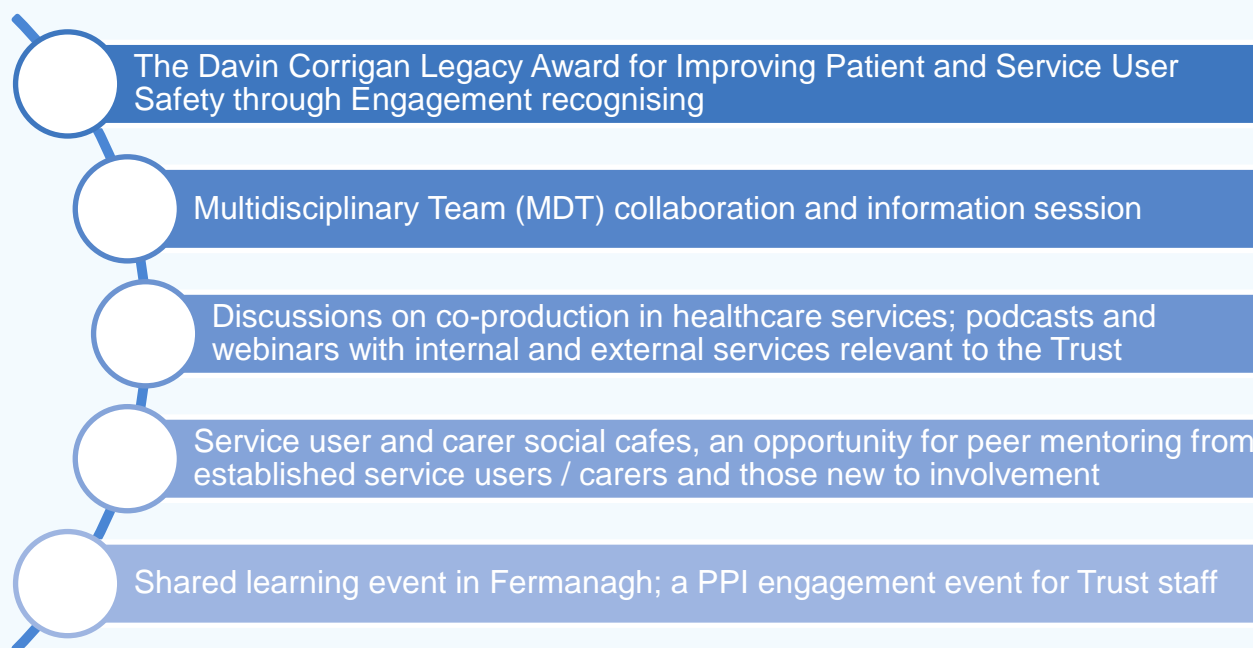 The Davin Corrigan Legacy Award for Improving Patient and Service User
Safety through Engagement recognising
Multidisciplinary Team (MDT) collaboration and information session
Discussions on co-production in healthcare services; podcasts and
webinars with internal and external services relevant to the Trust
Service user and carer social cafes, an opportunity for peer mentoring from
established service users / carers and those new to involvement
Shared learning event in Fermanagh; a PPI engagement event for Trust staff